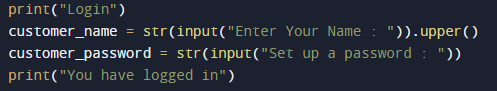 print("Login")
customer_name = str(input("Enter Your Name : ")).upper()
customer_password = str(input("Set up a password : "))
print("You have logged in")